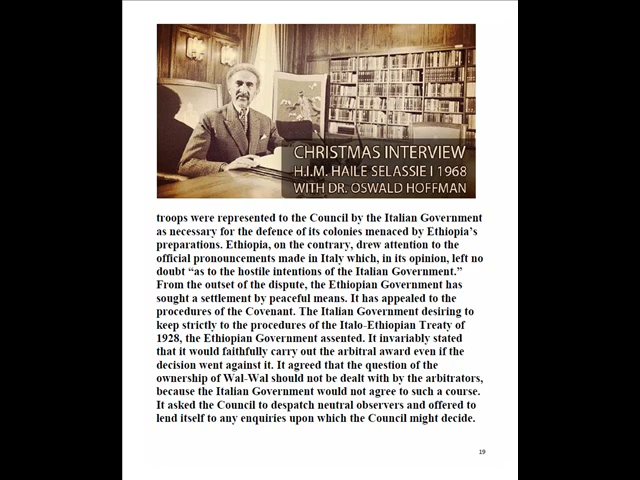 CHRISTMAS INTERVIEW
H.I.M. HAILE SELASSIE I 1968
WITH DR. OSWALD HOFFMAN
troops were represented to the Council by the Italian Government
as necessary for the defence of its colonies menaced by Ethiopia’s
preparations. Ethiopia, on the contrary, drew attention to the
official pronouncements made in Italy which, in its opinion, left no
doubt “as to the hostile intentions of the Italian Government.”
From the outset of the dispute, the Ethiopian Government has
sought a settlement by peaceful means. It has appealed to the
procedures of the Covenant. The Italian Government desiring to
keep strictly to the procedures of the Italo-Ethiopian Treaty of
1928, the Ethiopian Government assented. It invariably stated
that it would faithfully carry out the arbitral award even if the
decision went against it. It agreed that the question of the
ownership of Wal-Wal should not be dealt with by the arbitrators,
because the Italian Government would not agree to such a course.
It asked the Council to despatch neutral observers and offered to
lend itself to any enquiries upon which the Council might decide.
19